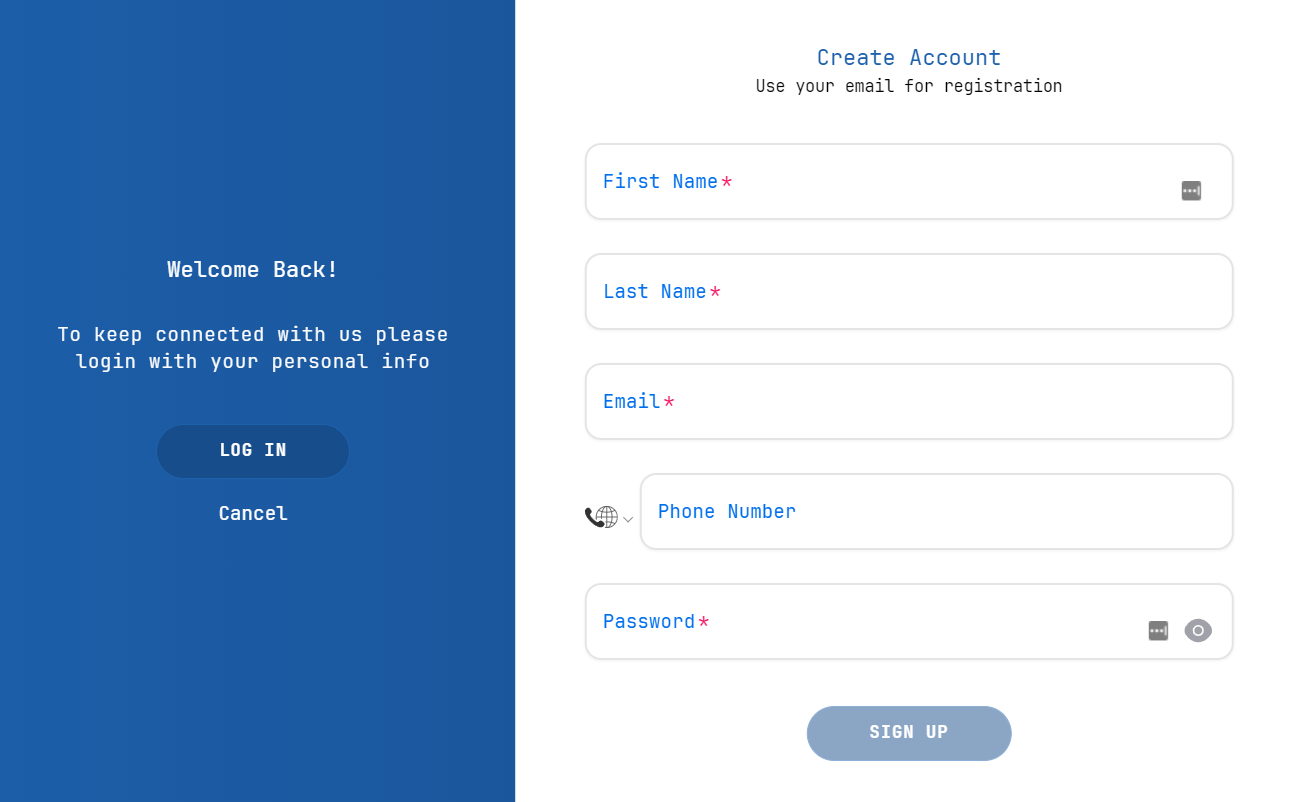 Welcome Back!
To keep connected with us please
login with your personal info
LOG IN
Cancel
Create Account
Use your email for registration
First Name*
Last Name*
Email*
Phone Number
Password*
SIGN UP